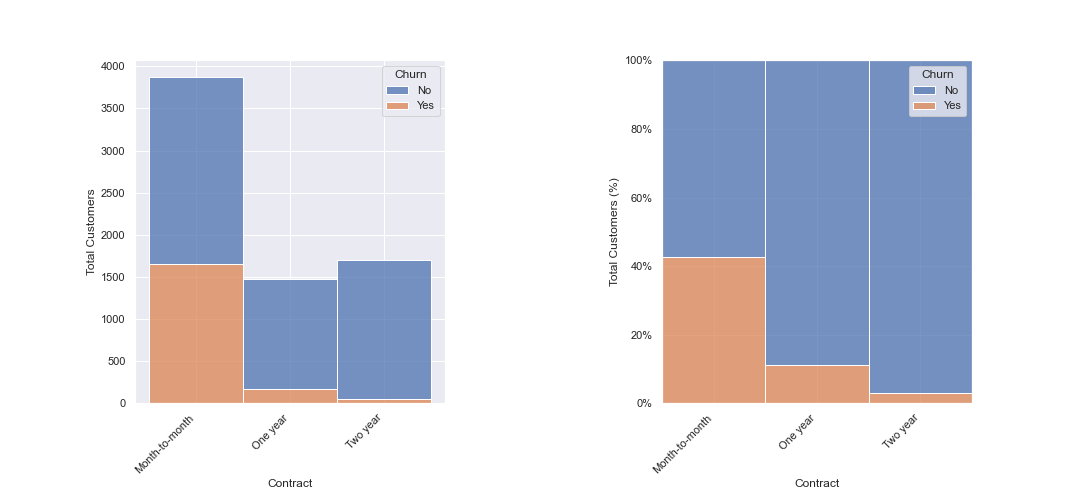 4000
3500
3000
2500
2000
1500
1000
500
0
Total Customers
Churn
No
Yes
Month-to-month
One year
Two year
Contract
100%
80%
60%
40%
20%
0%
Total Customers (%)
Churn
No
Yes
Month-to-month
One year
Two year
Contract